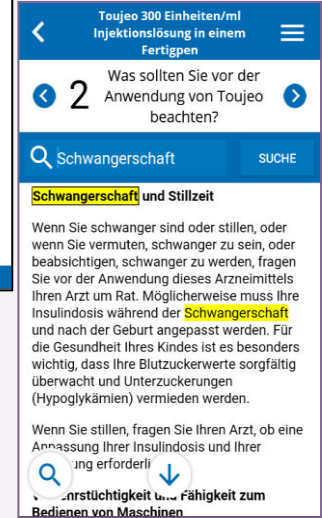 Toujeo 300 Einheiten/ml
Injektionslösung in einem
Fertigpen
2
Was sollten Sie vor der
Anwendung von Toujeo
beachten?
Schwangerschaft
SUCHE
Schwangerschaft und Stillzeit
Wenn Sie schwanger sind oder stillen, oder
wenn Sie vermuten, schwanger zu sein, oder
beabsichtigen, schwanger zu werden, fragen
Sie vor der Anwendung dieses Arzneimittels
Ihren Arzt um Rat. Möglicherweise muss Ihre
Insulindosis während der Schwangerschaft
und nach der Geburt angepasst werden. Für
die Gesundheit Ihres Kindes ist es besonders
wichtig, dass Ihre Blutzuckerwerte sorgfältig
überwacht und Unterzuckerungen
(Hypoglykämien) vermieden werden.
Wenn Sie stillen, fragen Sie Ihren Arzt, ob eine
Anpassung Ihrer Insulindosis und Ihrer
und Fähigkeit zum
Bedienen von Maschinen